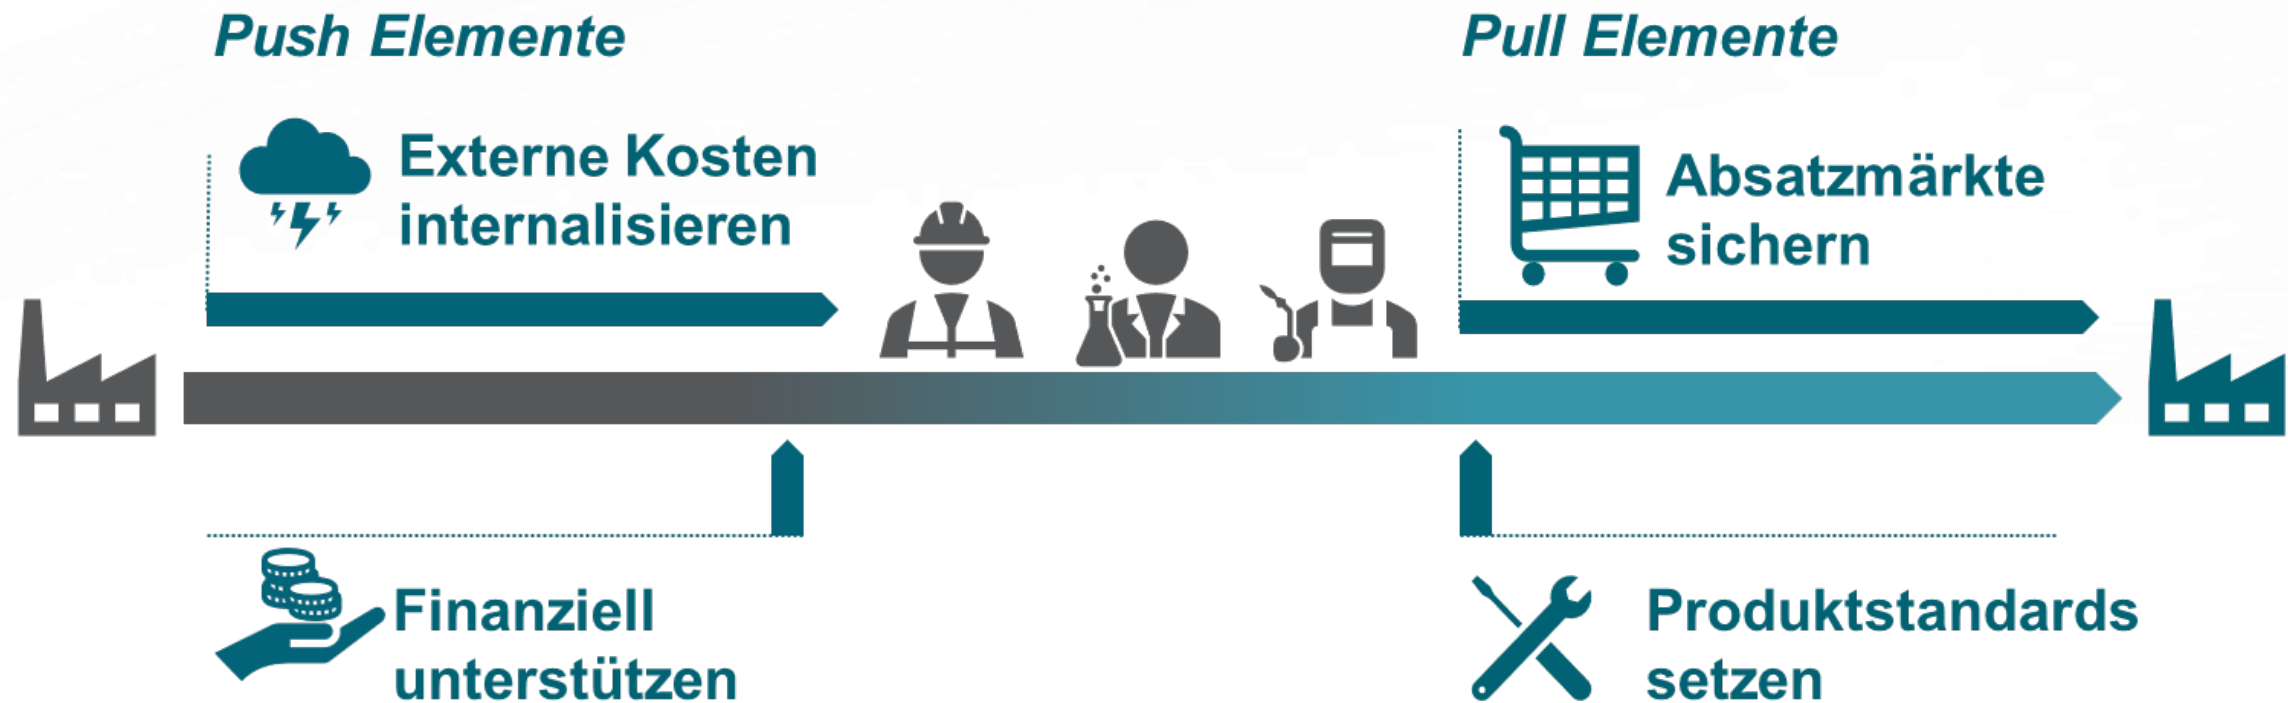 Push Elemente
Pull Elemente
Externe Kosten
internalisieren
Absatzmärkte
sichern
Finanziell
unterstützen
Produktstandards
setzen